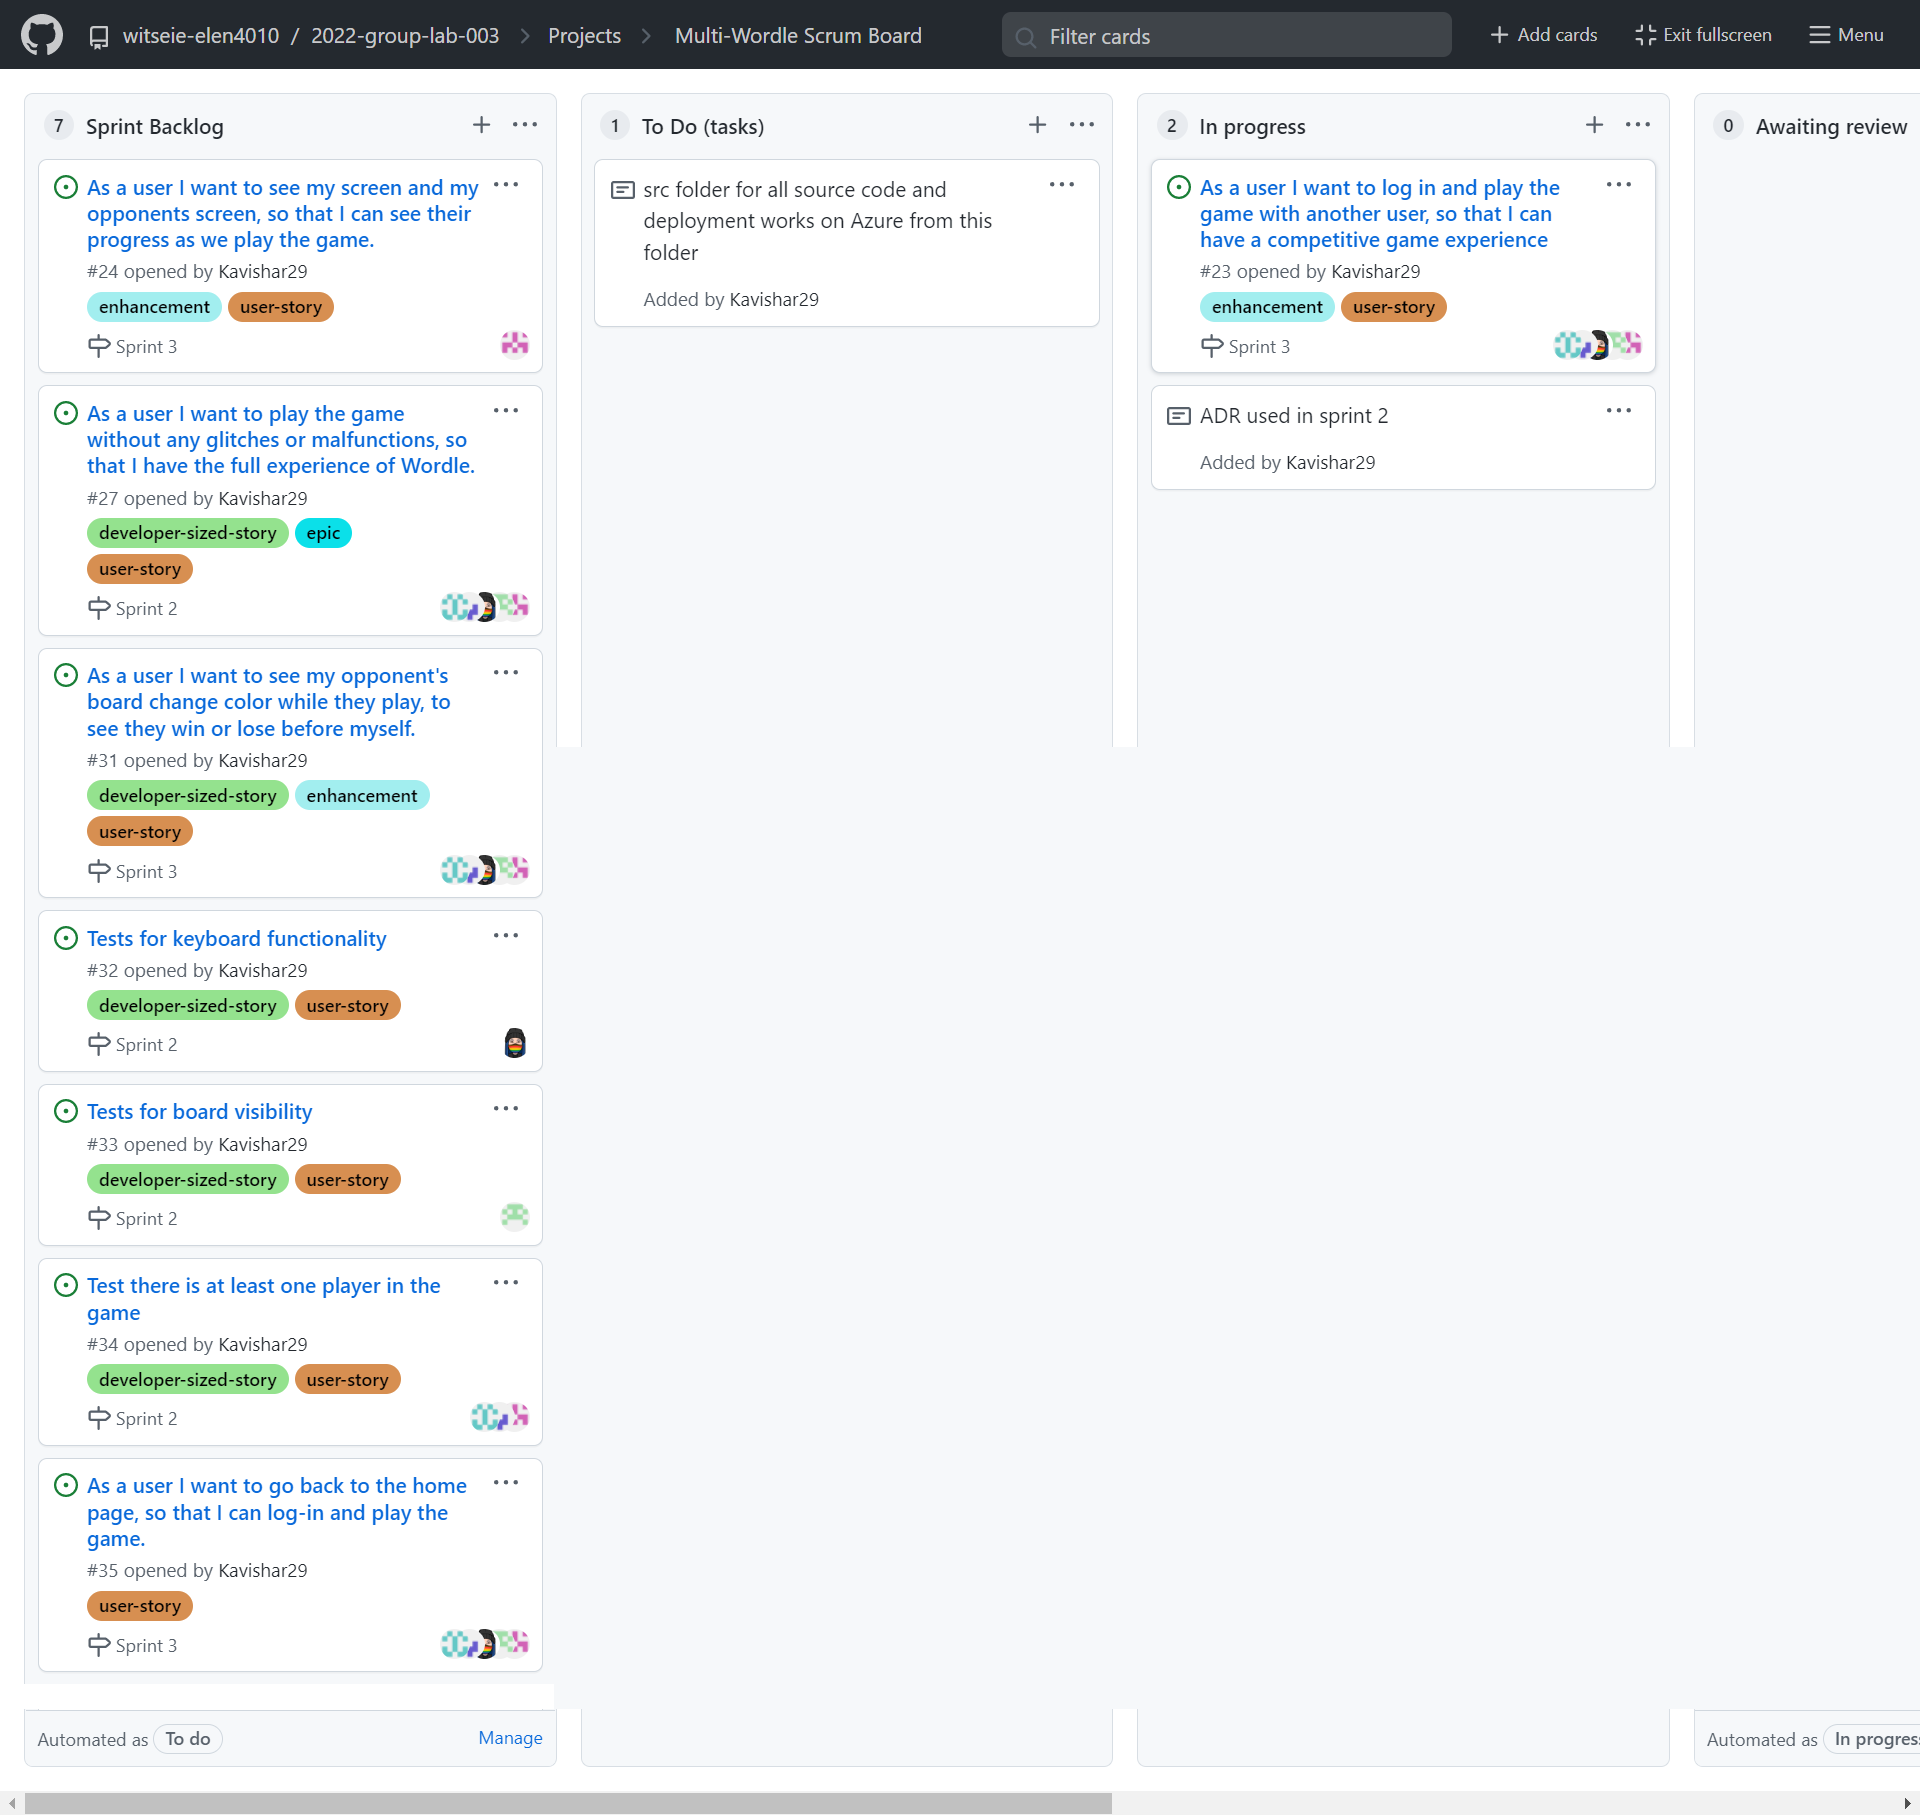 witseie-elen4010 / 2022-group-lab-003 Projects Multi-Wordle Scrum Board
Filter cards
Add cards
Exit fullscreen
Menu
7 Sprint Backlog
As a user I want to see my screen and my
opponents screen, so that I can see their
progress as we play the game.
#24 opened by Kavishar29
enhancement user-story
Sprint 3
As a user I want to play the game
without any glitches or malfunctions, so
that I have the full experience of Wordle.
#27 opened by Kavishar29
developer-sized-story epic
user-story
Sprint 2
As a user I want to see my opponent's
board change color while they play, to
see they win or lose before myself.
#31 opened by Kavishar29
developer-sized-story enhancement
user-story
Sprint 3
Tests for keyboard functionality
#32 opened by Kavishar29
developer-sized-story user-story
Sprint 2
Tests for board visibility
#33 opened by Kavishar29
developer-sized-story user-story
Sprint 2
Test there is at least one player in the
game
#34 opened by Kavishar29
developer-sized-story user-story
Sprint 2
As a user I want to go back to the home
page, so that I can log-in and play the
game.
#35 opened by Kavishar29
user-story
Sprint 3
Automated as To do
Manage
1 To Do (tasks)
src folder for all source code and
deployment works on Azure from this
folder
Added by Kavishar29
2 In progress
As a user I want to log in and play the
game with another user, so that I can
have a competitive game experience
#23 opened by Kavishar29
enhancement user-story
Sprint 3
ADR used in sprint 2
Added by Kavishar29
0 Awaiting review
Automated as In progres